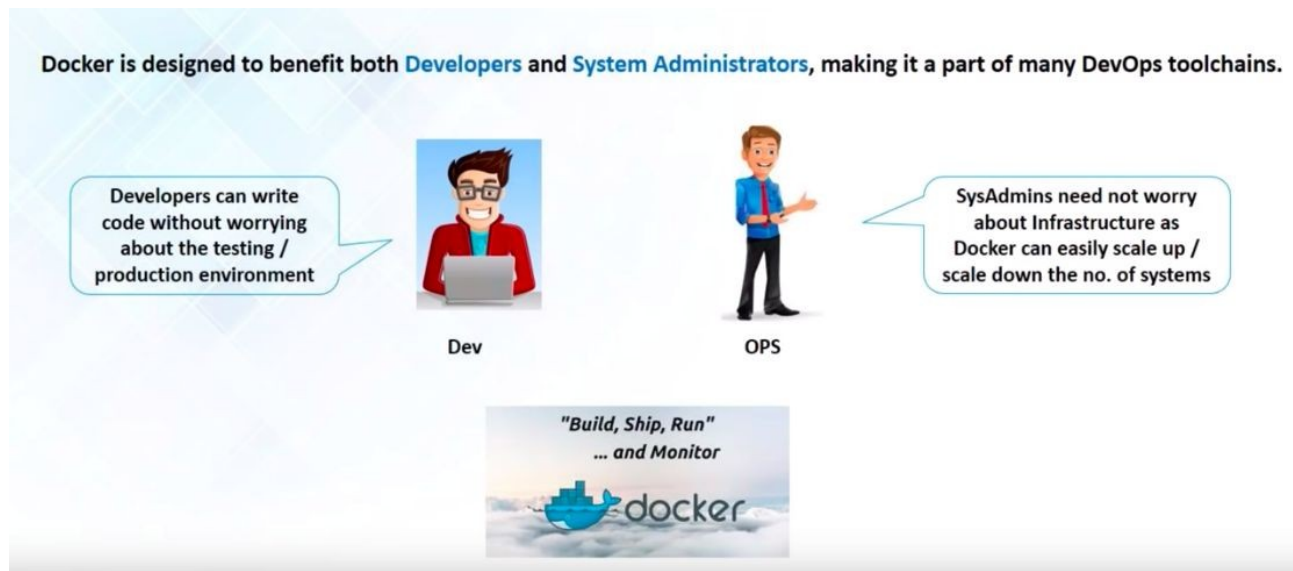 Docker is designed to benefit both Developers and System Administrators, making it a part of many DevOps toolchains.
Developers can write
code without worrying
about the testing /
production environment
SysAdmins need not worry
about Infrastructure as
Docker can easily scale up /
scale down the no. of systems
Dev
OPS
"Build, Ship, Run"
... and Monitor
docker